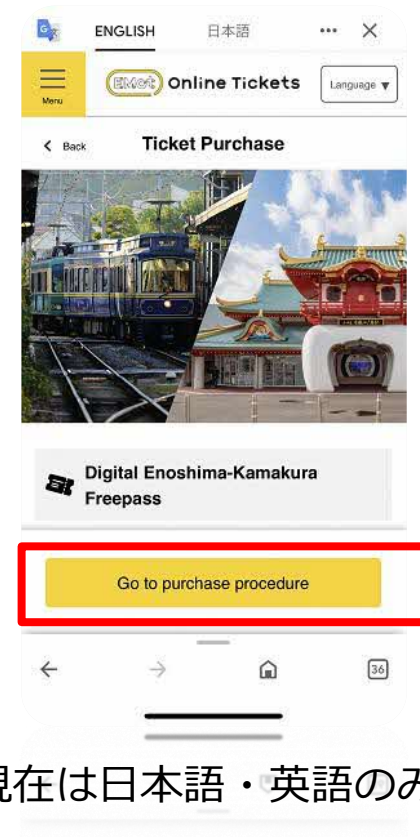 ENGLISH 日本語
Menu
EMot Online Tickets
Language ▼
Back
Ticket Purchase
Digital Enoshima-Kamakura
Freepass
Go to purchase procedure
36
現在は日本語・英語のみ